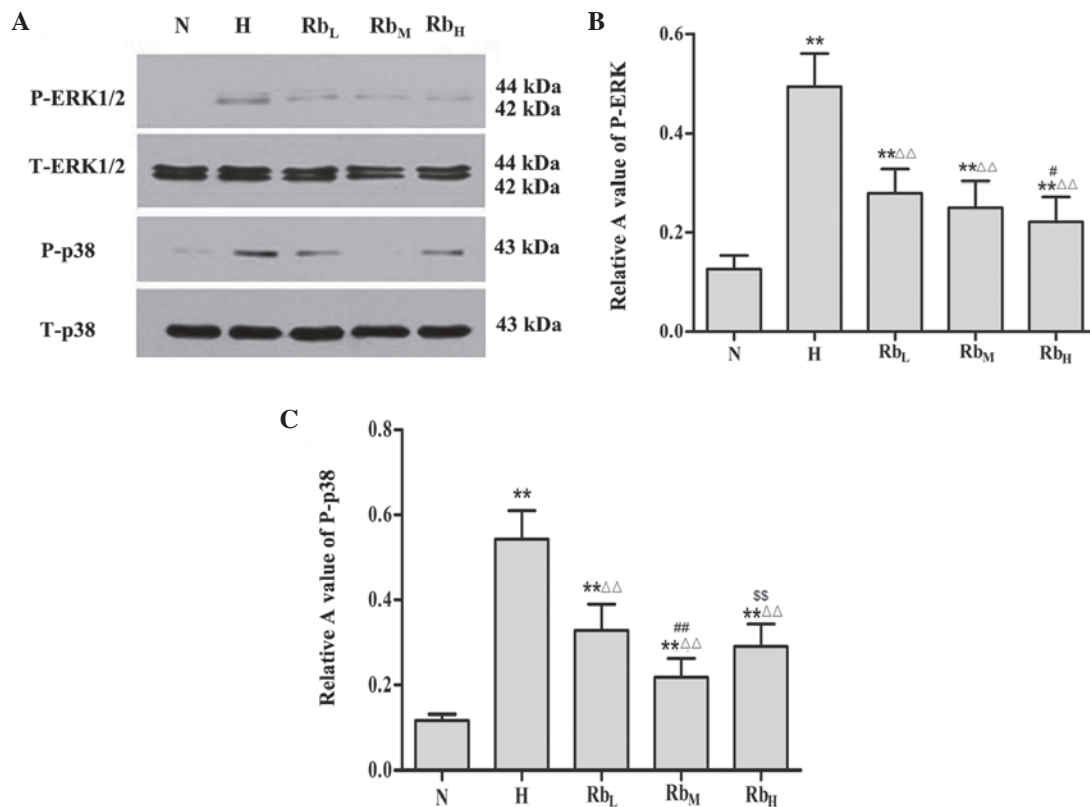 A
N H RbL RbM RbH
P-ERK1/2
44 kDa
42 kDa
T-ERK1/2
44 kDa
42 kDa
P-p38
43 kDa
T-p38
43 kDa
B
Relative A value of P-ERK
0.6
0.4
0.2
0.0
**
**△△
**△△
#
**△△
N H RbL RbM RbH
C
Relative A value of P-p38
0.8
0.6
0.4
0.2
0.0
**
**△△
##
**△△
$$
**△△
N H RbL RbM RbH